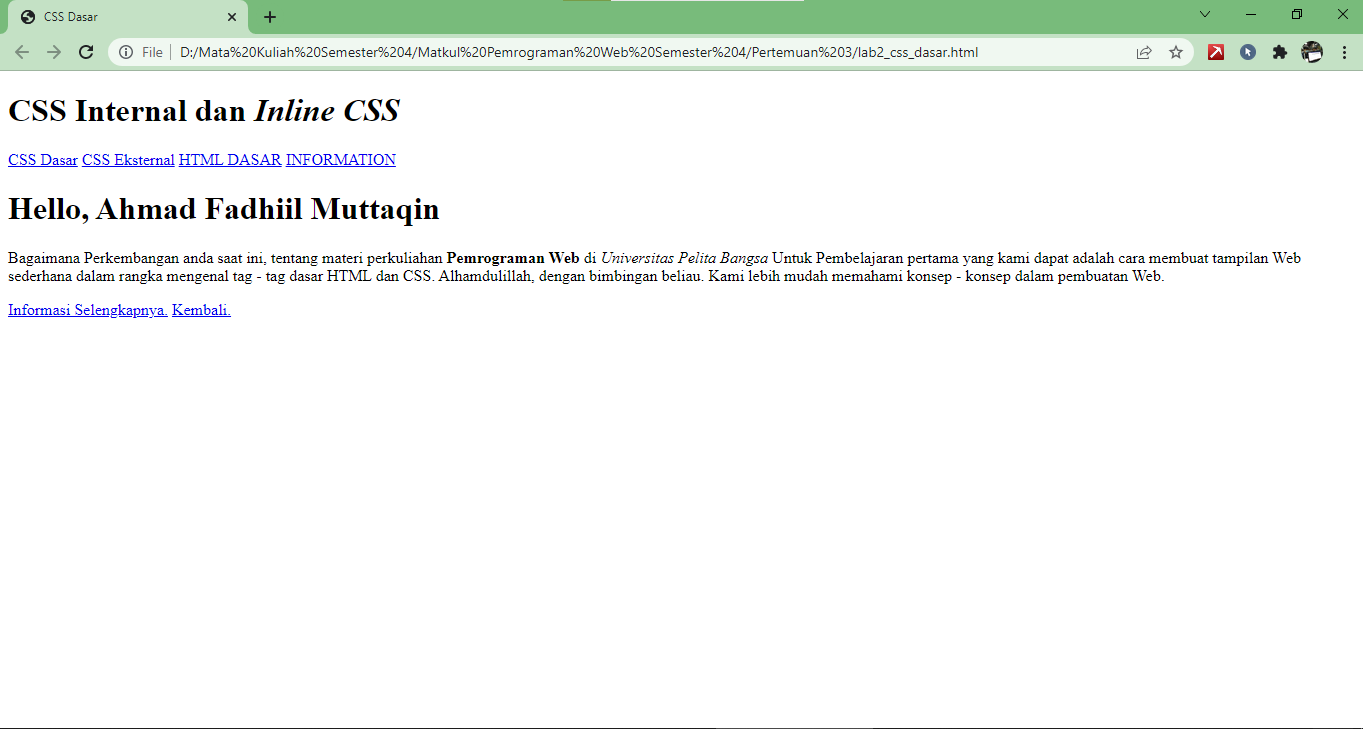 CSS Dasar
File
D:/Mata%20Kuliah%20Semester%204/Matkul%20Pemrograman%20Web%20Semester%204/Pertemuan%203/lab2_css_dasar.html
CSS Internal dan Inline CSS
CSS Dasar CSS Eksternal HTML DASAR INFORMATION
Hello, Ahmad Fadhiil Muttaqin
Bagaimana Perkembangan anda saat ini, tentang materi perkuliahan Pemrograman Web di Universitas Pelita Bangsa Untuk Pembelajaran pertama yang kami dapat adalah cara membuat tampilan Web
sederhana dalam rangka mengenal tag - tag dasar HTML dan CSS. Alhamdulillah, dengan bimbingan beliau. Kami lebih mudah memahami konsep - konsep dalam pembuatan Web.
Informasi Selengkapnya. Kembali.